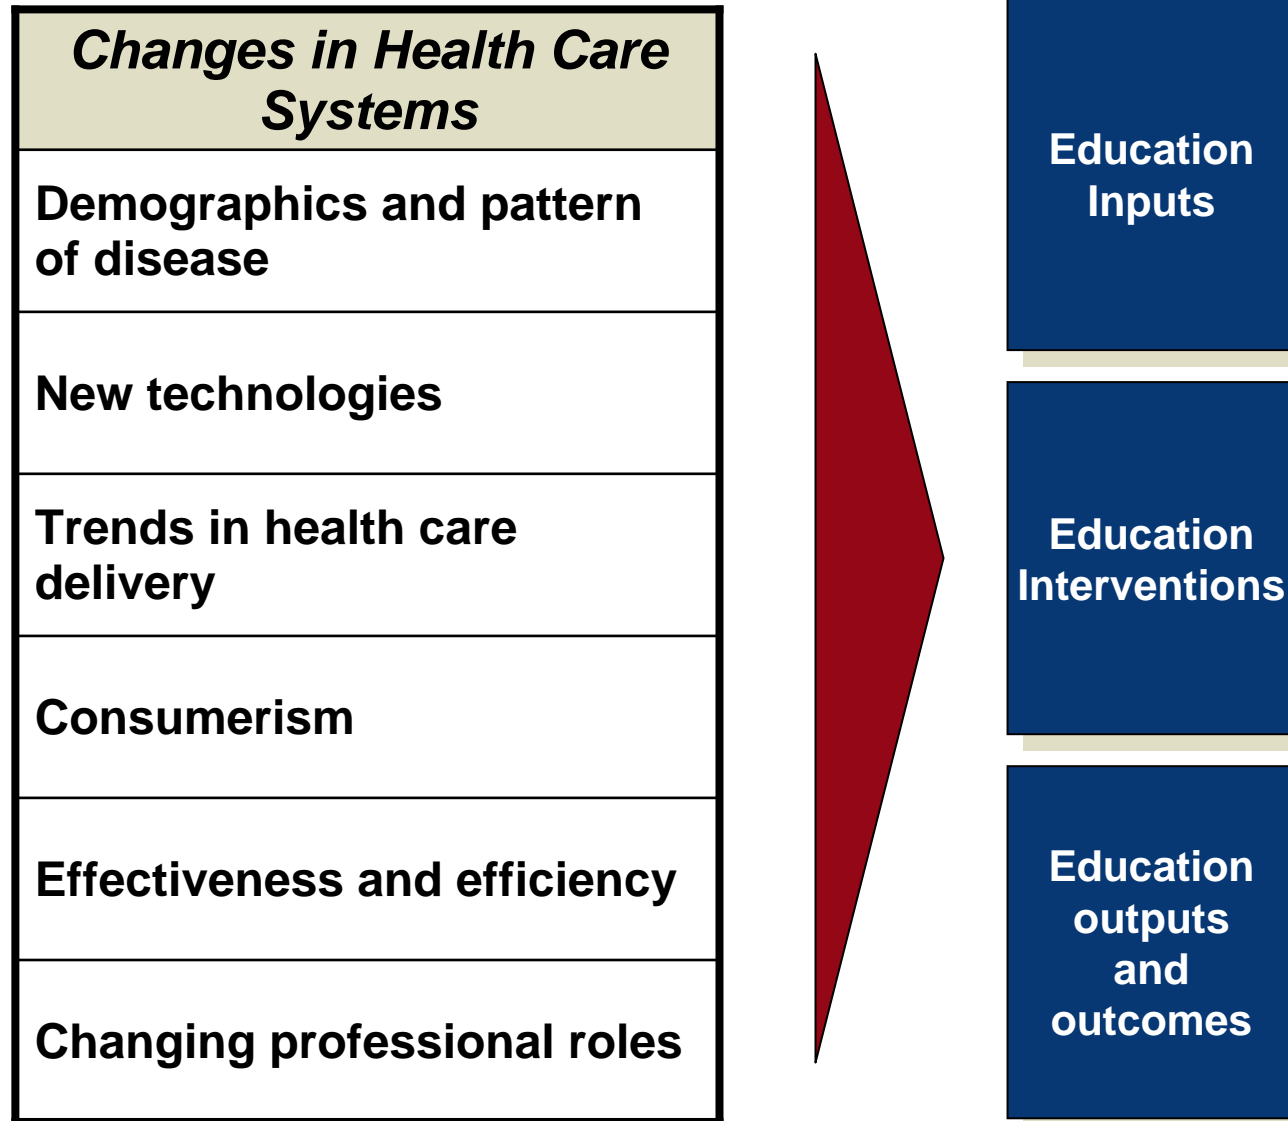 Changes in Health Care
Systems
Demographics and pattern
of disease
New technologies
Trends in health care
delivery
Consumerism
Effectiveness and efficiency
Changing professional roles
Education
Inputs
Education
Interventions
Education
outputs
and
outcomes